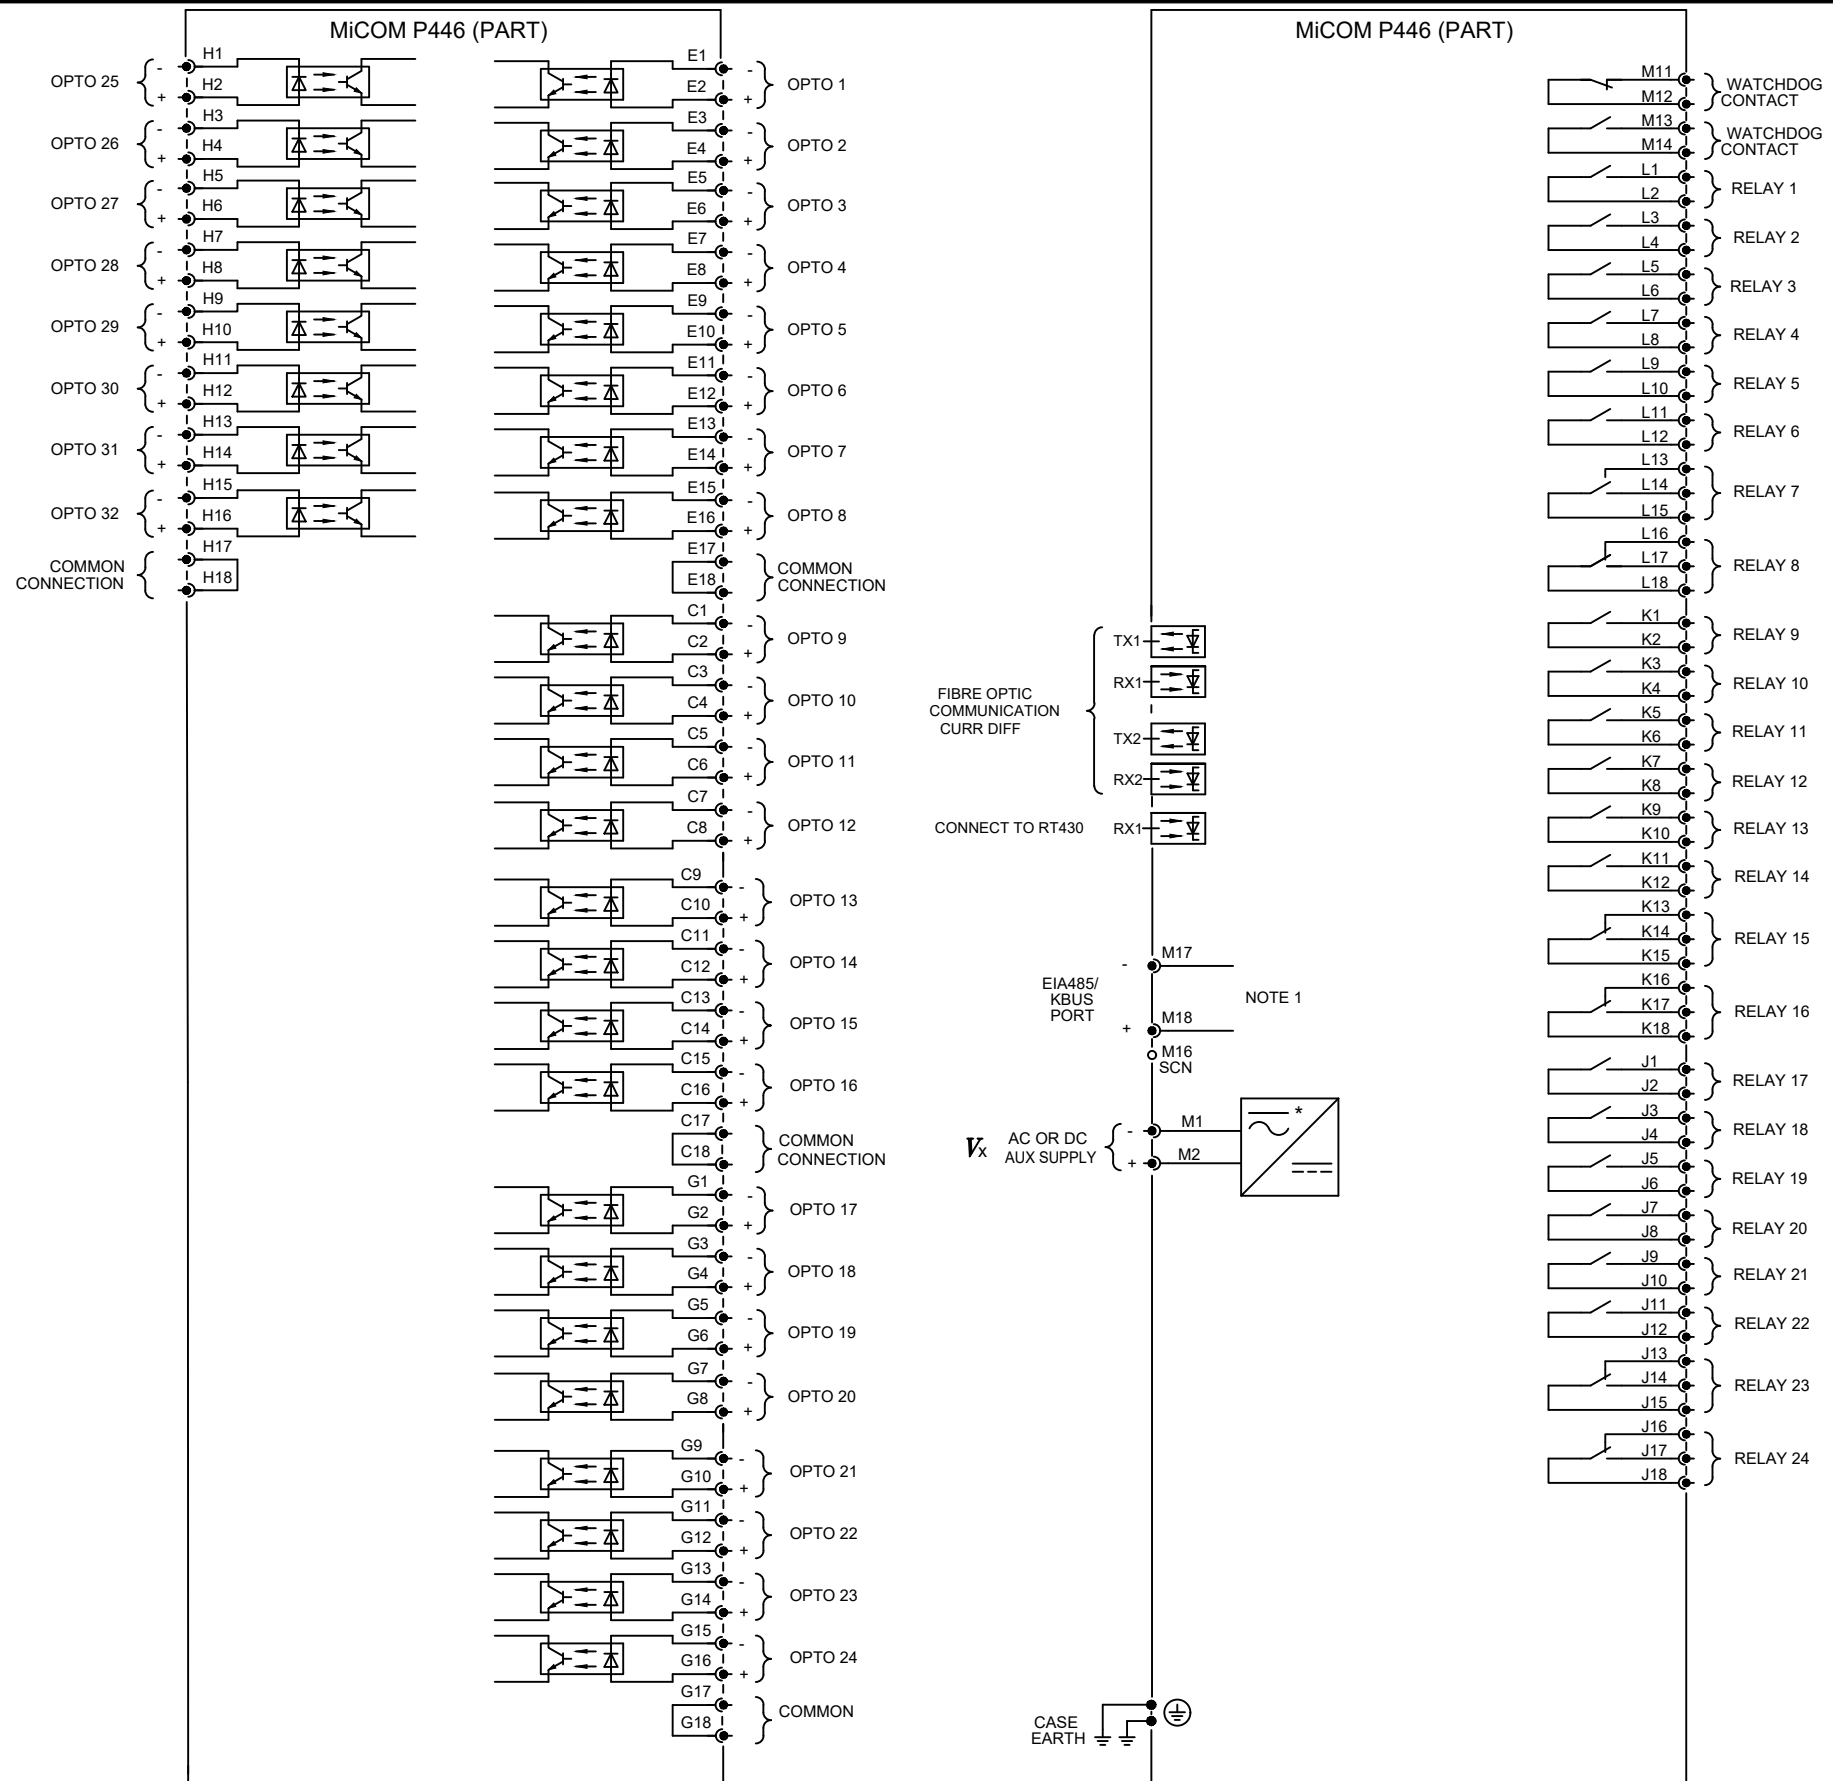 MiCOM P446 (PART)
H1
OPTO 25
-
H2
+
H3
OPTO 26
-
H4
+
H5
OPTO 27
-
H6
+
H7
OPTO 28
-
H8
+
H9
OPTO 29
-
H10
+
H11
OPTO 30
-
H12
+
H13
OPTO 31
-
H14
+
H15
OPTO 32
-
H16
+
H17
COMMON
CONNECTION
H18
E1
-
OPTO 1
E2
+
E3
-
OPTO 2
E4
+
E5
-
OPTO 3
E6
+
E7
-
OPTO 4
E8
+
E9
-
OPTO 5
E10
+
E11
-
OPTO 6
E12
+
E13
-
OPTO 7
E14
+
E15
-
OPTO 8
E16
+
E17
COMMON
CONNECTION
E18
C1
-
OPTO 9
C2
+
C3
-
OPTO 10
C4
+
C5
-
OPTO 11
C6
+
C7
-
OPTO 12
C8
+
C9
-
OPTO 13
C10
+
C11
-
OPTO 14
C12
+
C13
-
OPTO 15
C14
+
C15
-
OPTO 16
C16
+
C17
COMMON
CONNECTION
C18
G1
-
OPTO 17
G2
+
G3
-
OPTO 18
G4
+
G5
-
OPTO 19
G6
+
G7
-
OPTO 20
G8
+
G9
-
OPTO 21
G10
+
G11
-
OPTO 22
G12
+
G13
-
OPTO 23
G14
+
G15
-
OPTO 24
G16
+
G17
COMMON
G18
MiCOM P446 (PART)
FIBRE OPTIC
COMMUNICATION
CURR DIFF
TX1
RX1
TX2
RX2
CONNECT TO RT430
RX1
EIA485/
KBUS
PORT
-
M17
NOTE 1
+
M18
M16
SCN
Vx
AC OR DC
AUX SUPPLY
-
M1
+
M2
*
CASE
EARTH
M11
WATCHDOG
CONTACT
M12
M13
WATCHDOG
CONTACT
M14
L1
RELAY 1
L2
L3
RELAY 2
L4
L5
RELAY 3
L6
L7
RELAY 4
L8
L9
RELAY 5
L10
L11
RELAY 6
L12
L13
L14
RELAY 7
L15
L16
L17
RELAY 8
L18
K1
RELAY 9
K2
K3
RELAY 10
K4
K5
RELAY 11
K6
K7
RELAY 12
K8
K9
RELAY 13
K10
K11
RELAY 14
K12
K13
K14
RELAY 15
K15
K16
K17
RELAY 16
K18
J1
RELAY 17
J2
J3
RELAY 18
J4
J5
RELAY 19
J6
J7
RELAY 20
J8
J9
RELAY 21
J10
J11
RELAY 22
J12
J13
J14
RELAY 23
J15
J16
J17
RELAY 24
J18